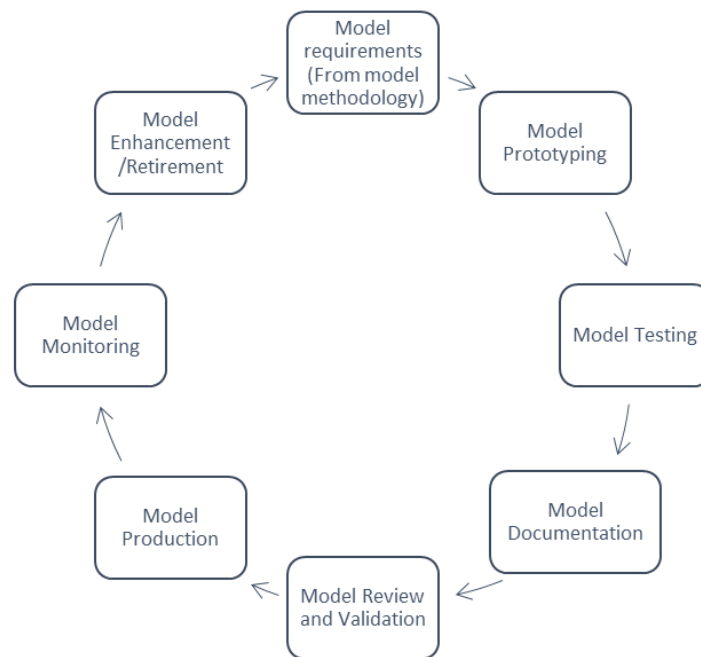 Model
requirements
(From model
methodology)
Model
Prototyping
Model Testing
Model
Documentation
Model Review
and Validation
Model
Production
Model
Monitoring
Model
Enhancement
/Retirement